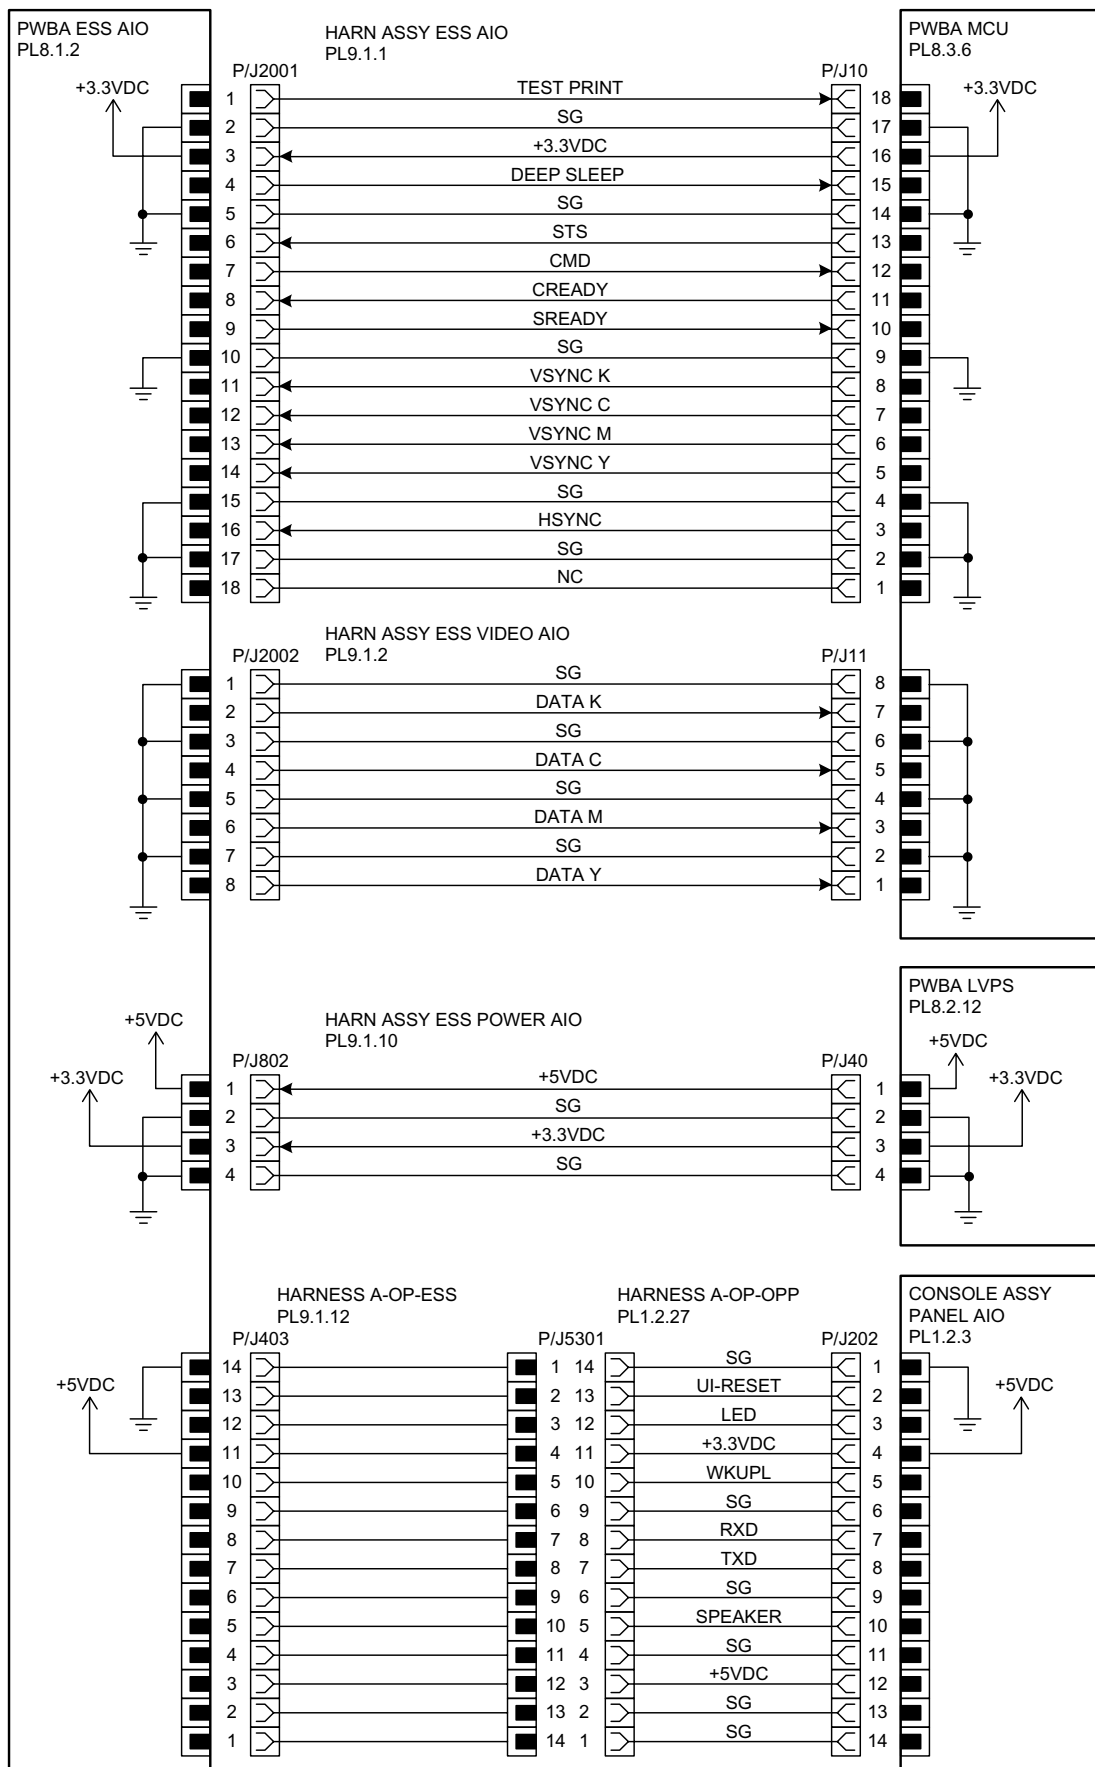 PWBA ESS AIO
PL8.1.2
HARN ASSY ESS AIO
PL9.1.1
PWBA MCU
PL8.3.6
P/J2001
P/J10
+3.3VDC
+3.3VDC
1 TEST PRINT 18
2 SG 17
3 +3.3VDC 16
4 DEEP SLEEP 15
5 SG 14
6 STS 13
7 CMD 12
8 CREADY 11
9 SREADY 10
10 SG 9
11 VSYNC K 8
12 VSYNC C 7
13 VSYNC M 6
14 VSYNC Y 5
15 SG 4
16 HSYNC 3
17 SG 2
18 NC 1
HARN ASSY ESS VIDEO AIO
PL9.1.2
P/J2002
P/J11
1 SG 8
2 DATA K 7
3 SG 6
4 DATA C 5
5 SG 4
6 DATA M 3
7 SG 2
8 DATA Y 1
PWBA LVPS
PL8.2.12
HARN ASSY ESS POWER AIO
PL9.1.10
+5VDC
+5VDC
P/J802
P/J40
+3.3VDC
+3.3VDC
1 +5VDC 1
2 SG 2
3 +3.3VDC 3
4 SG 4
HARNESS A-OP-ESS
PL9.1.12
HARNESS A-OP-OPP
PL1.2.27
CONSOLE ASSY
PANEL AIO
PL1.2.3
P/J403
P/J5301
P/J202
+5VDC
+5VDC
14 1 14 SG 1
13 2 13 UI-RESET 2
12 3 12 LED 3
11 4 11 +3.3VDC 4
10 5 10 WKUPL 5
9 6 9 SG 6
8 7 8 RXD 7
7 8 7 TXD 8
6 9 6 SG 9
5 10 5 SPEAKER 10
4 11 4 SG 11
3 12 3 +5VDC 12
2 13 2 SG 13
1 14 1 SG 14